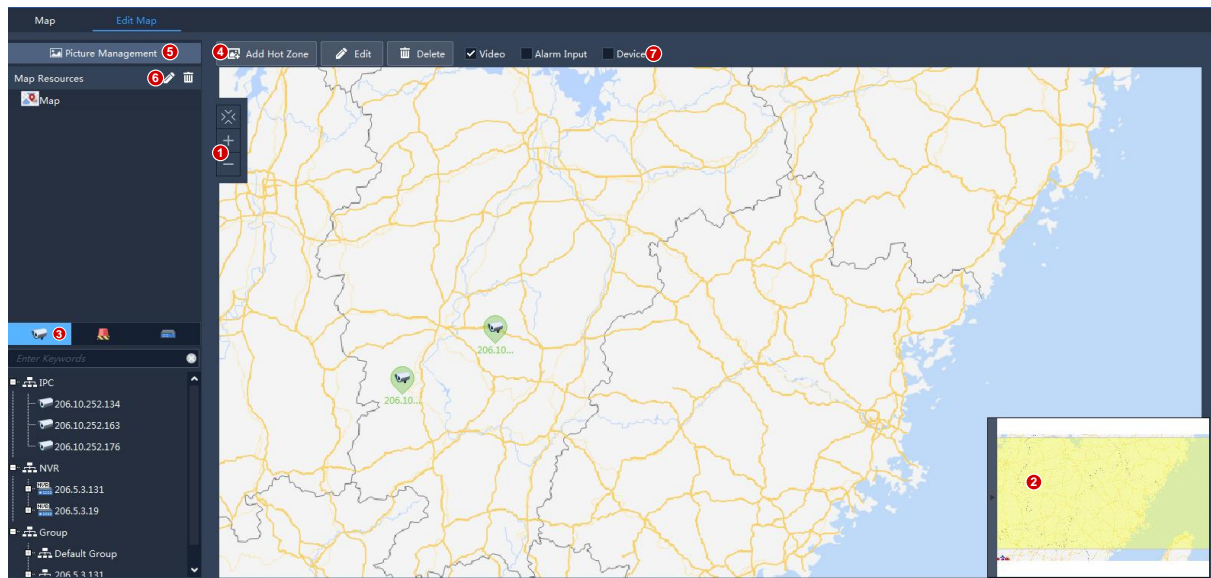 Map Edit Map
Picture Management 5
4 Add Hot Zone Edit Delete Video Alarm Input Device 7
Map Resources 6
Map
1
3
Enter Keywords
IPC
206.10.252.134
206.10.252.163
206.10.252.176
NVR
206.5.3.131
206.5.3.19
Group
Default Group
206.5.3.131
206.10...
206.10...
2